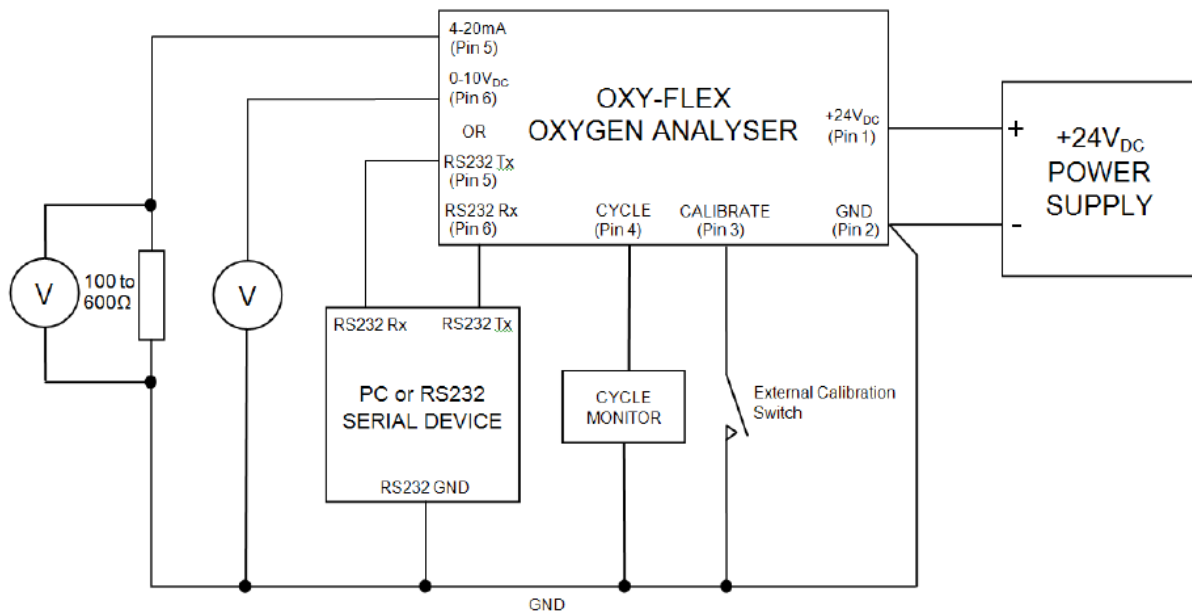 4-20mA
(Pin 5)
0-10VDC
(Pin 6)
OR
RS232 Tx
(Pin 5)
RS232 Rx
(Pin 6)
OXY-FLEX
OXYGEN ANALYSER
+24VDC
(Pin 1)
CYCLE
(Pin 4)
CALIBRATE
(Pin 3)
GND
(Pin 2)
+
-
+24VDC
POWER
SUPPLY
V
100 to
600Ω
V
RS232 Rx
RS232 Tx
PC or RS232
SERIAL DEVICE
RS232 GND
CYCLE
MONITOR
External Calibration
Switch
GND